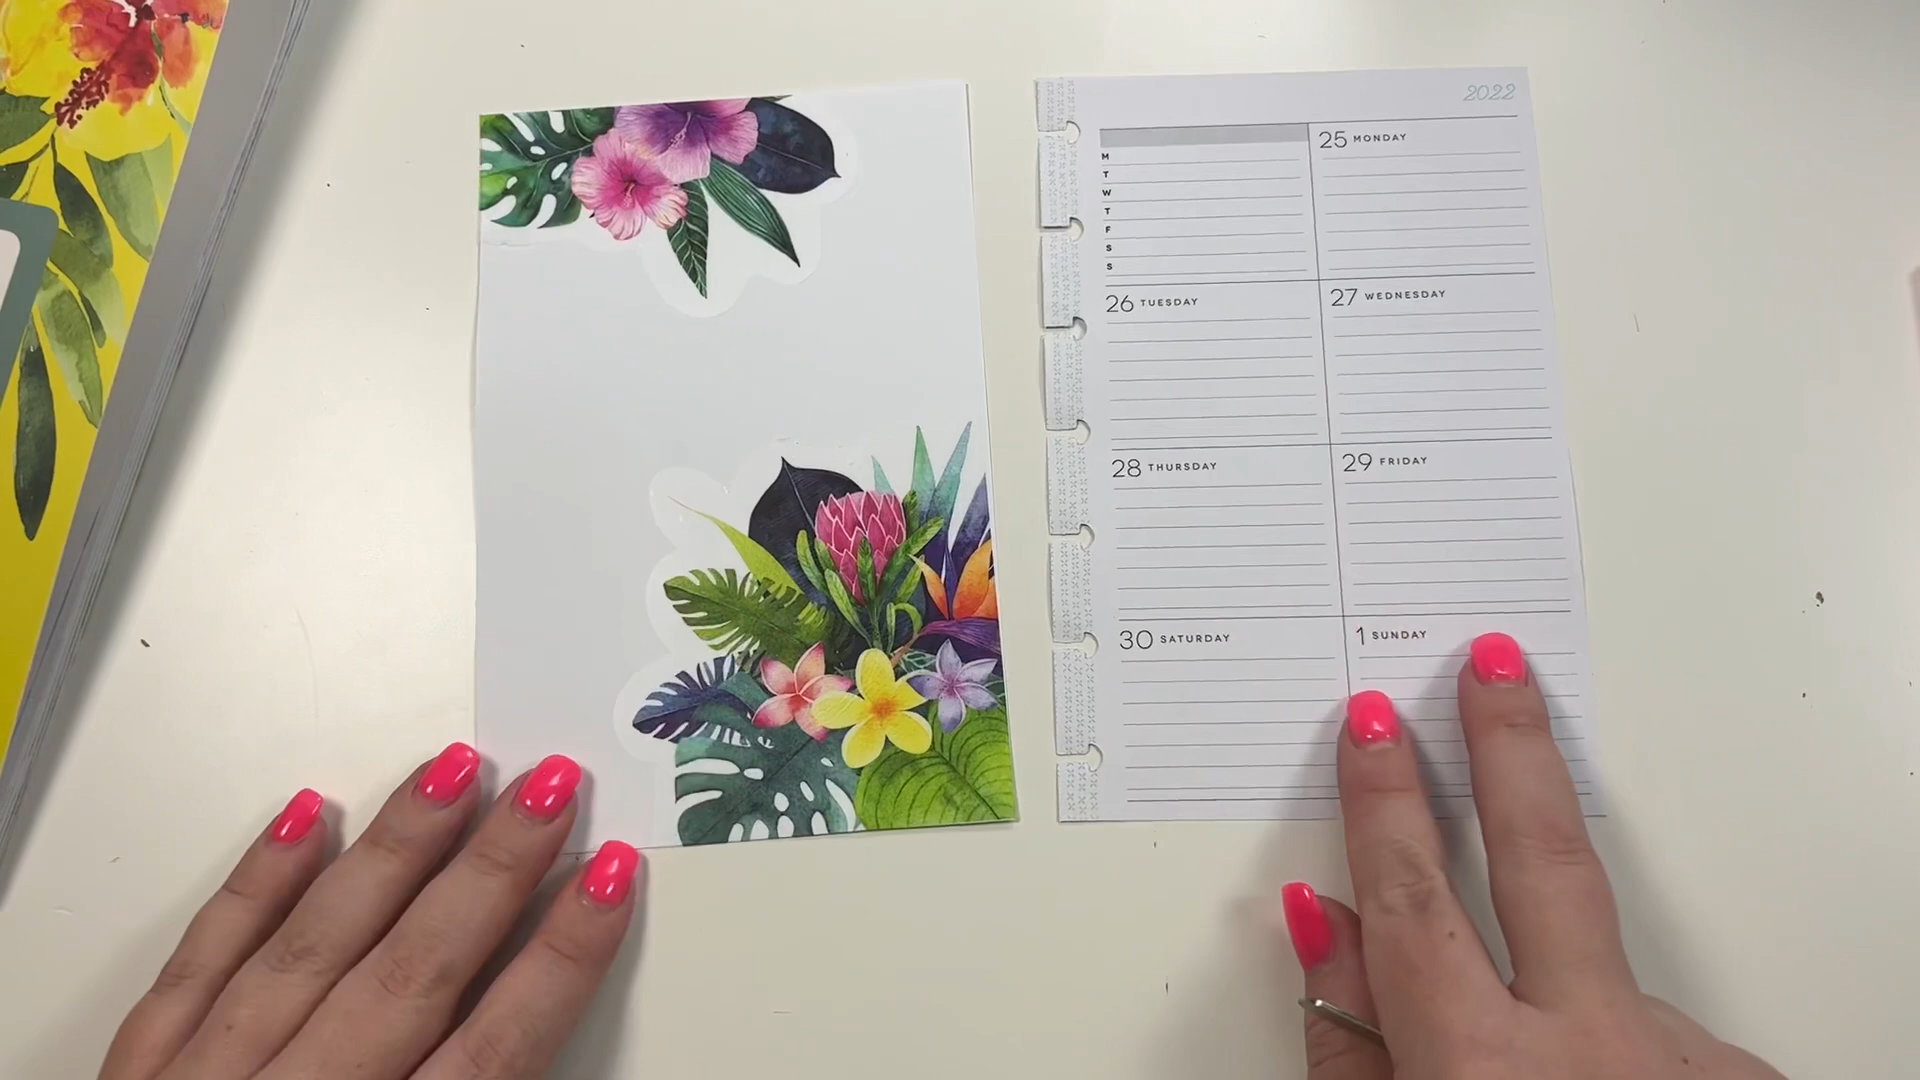 2022
M
T
W
T
F
S
S
25 MONDAY
26 TUESDAY
27 WEDNESDAY
28 THURSDAY
29 FRIDAY
30 SATURDAY
1 SUNDAY